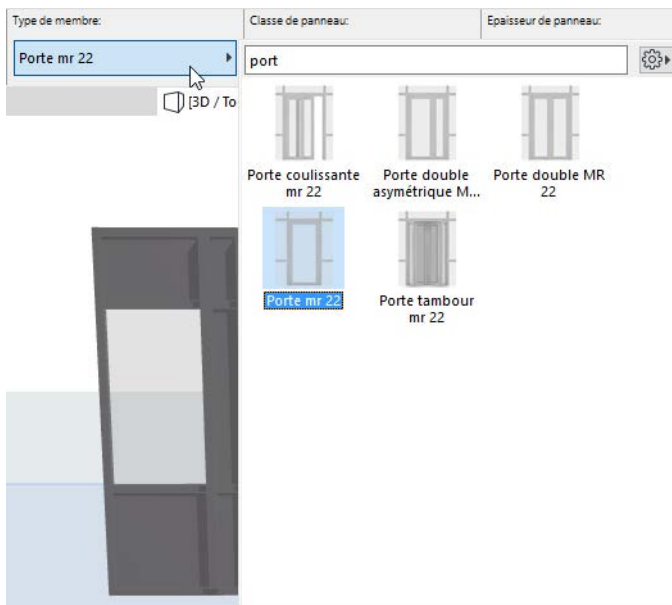 Type de membre:
Classe de panneau:
Epaisseur de panneau:
Porte mr 22
port
[3D / To
Porte coulissante
mr 22
Porte double
asymétrique M...
Porte double MR
22
Porte mr 22
Porte tambour
mr 22